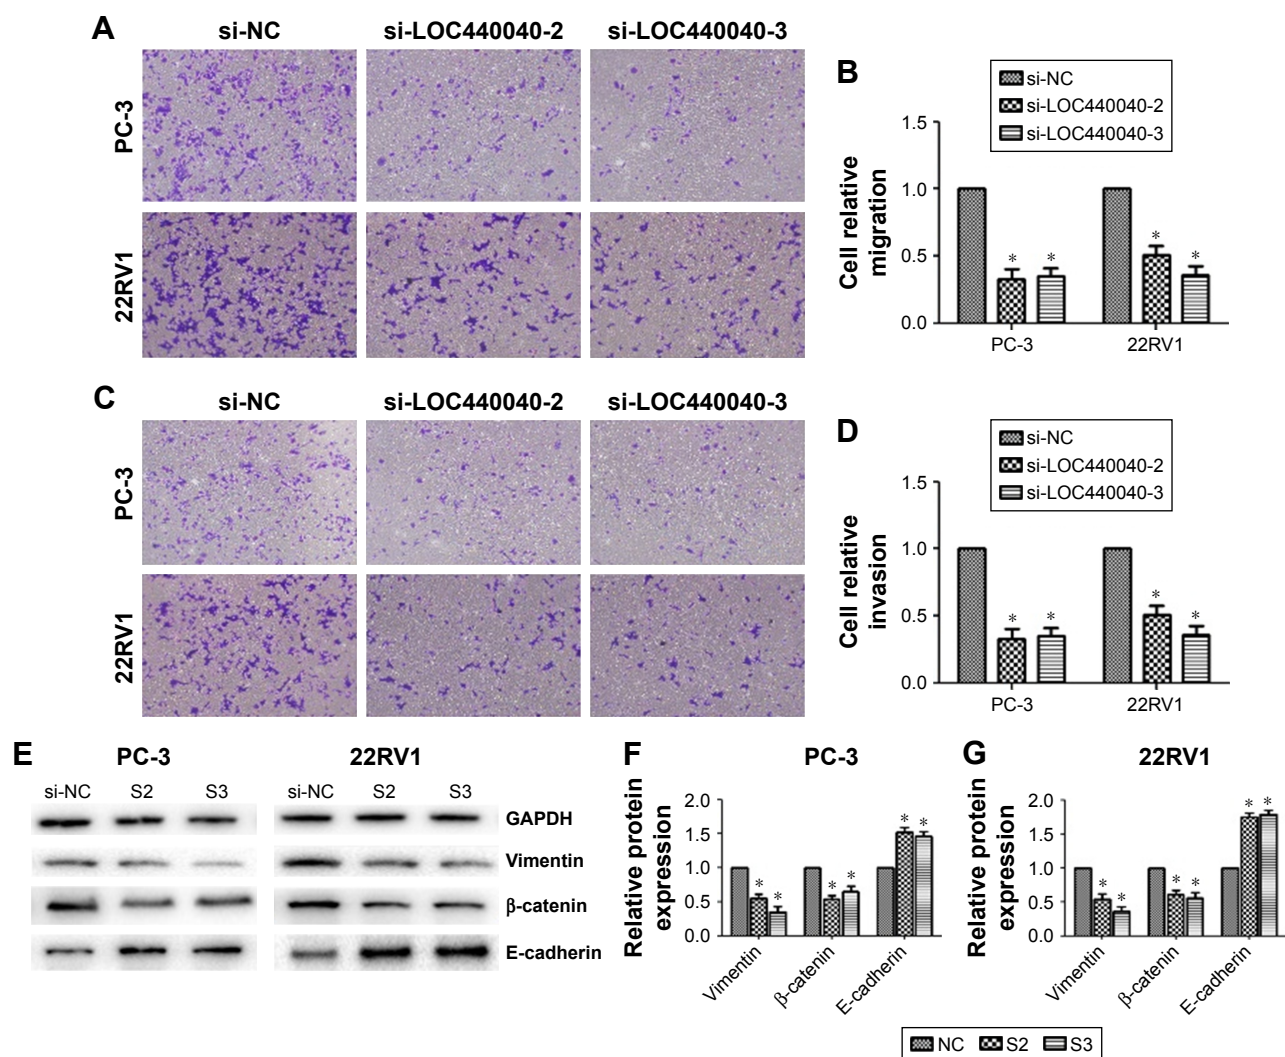 A
si-NC si-LOC440040-2 si-LOC440040-3
PC-3
22RV1
B
si-NC
si-LOC440040-2
si-LOC440040-3
Cell relative
migration
1.5
1.0
0.5
0.0
* * * *
PC-3 22RV1
C
si-NC si-LOC440040-2 si-LOC440040-3
PC-3
22RV1
D
si-NC
si-LOC440040-2
si-LOC440040-3
Cell relative
invasion
1.5
1.0
0.5
0.0
* * * *
PC-3 22RV1
E
PC-3 22RV1
si-NC S2 S3 si-NC S2 S3
GAPDH
Vimentin
β-catenin
E-cadherin
F
PC-3
Relative protein
expression
2.0
1.5
1.0
0.5
0.0
* * * * * *
Vimentin
β-catenin
E-cadherin
G
22RV1
Relative protein
expression
2.0
1.5
1.0
0.5
0.0
* * * * * *
Vimentin
β-catenin
E-cadherin
NC S2 S3